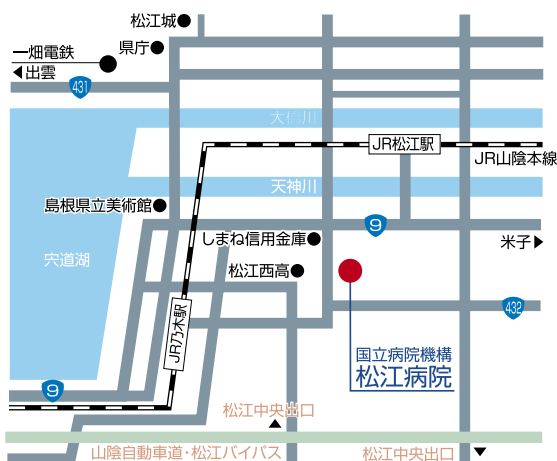 松江城
県庁
一畑電鉄
出雲
431
大橋川
JR松江駅
JR山陰本線
天神川
島根県立美術館
9
しまね信用金庫
米子
宍道湖
松江西高
432
JR乃木駅
国立病院機構
松江病院
9
松江中央出口
山陰自動車道・松江バイパス
松江中央出口